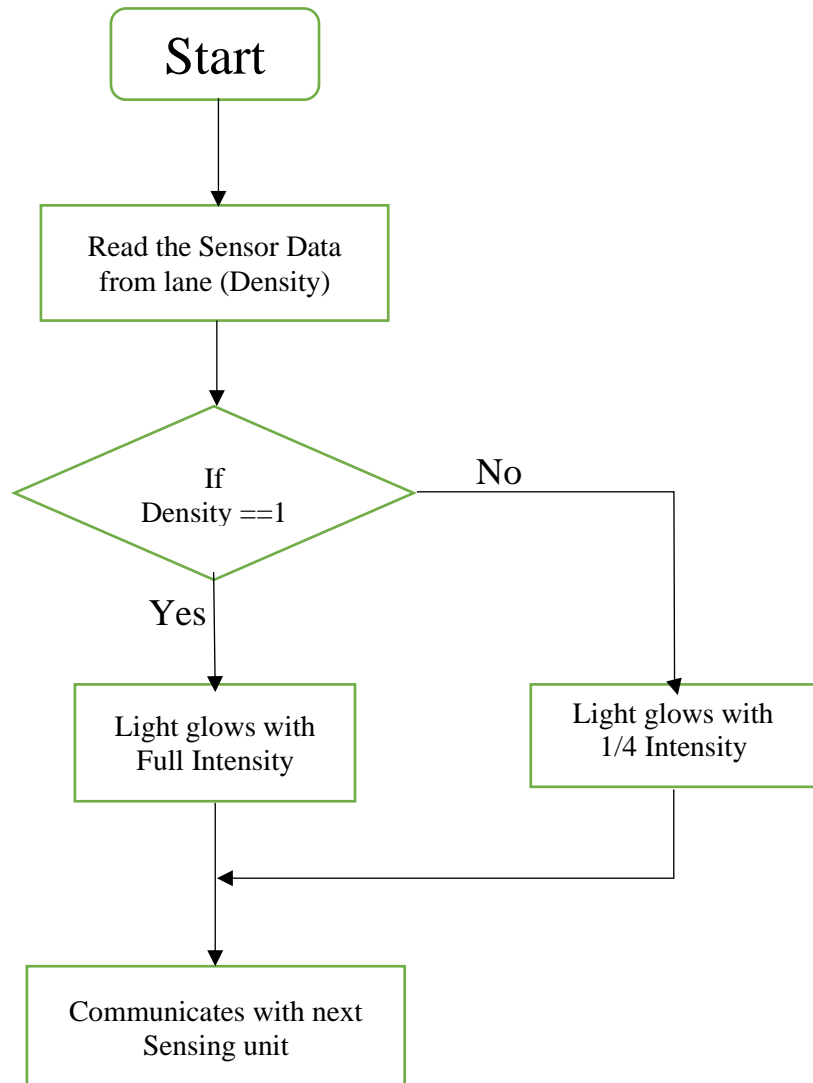 Start
Read the Sensor Data
from lane (Density)
If
Density ==1
No
Yes
Light glows with
Full Intensity
Light glows with
1/4 Intensity
Communicates with next
Sensing unit